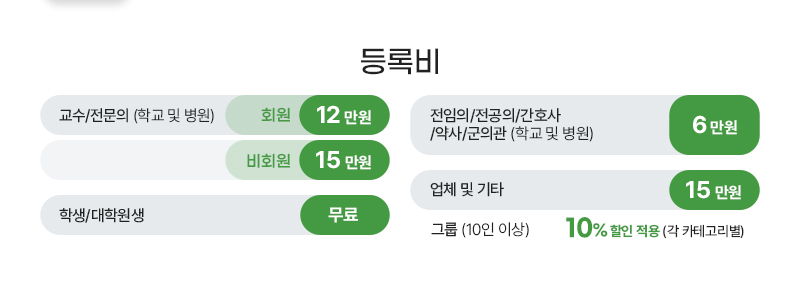 등록비
교수/전문의 (학교 및 병원) 회원 12 만원
비회원 15 만원
학생/대학원생 무료
전임의/전공의/간호사
/약사/군의관 (학교 및 병원) 6 만원
업체 및 기타 15 만원
그룹 (10인 이상) 10% 할인 적용 (각 카테고리별)